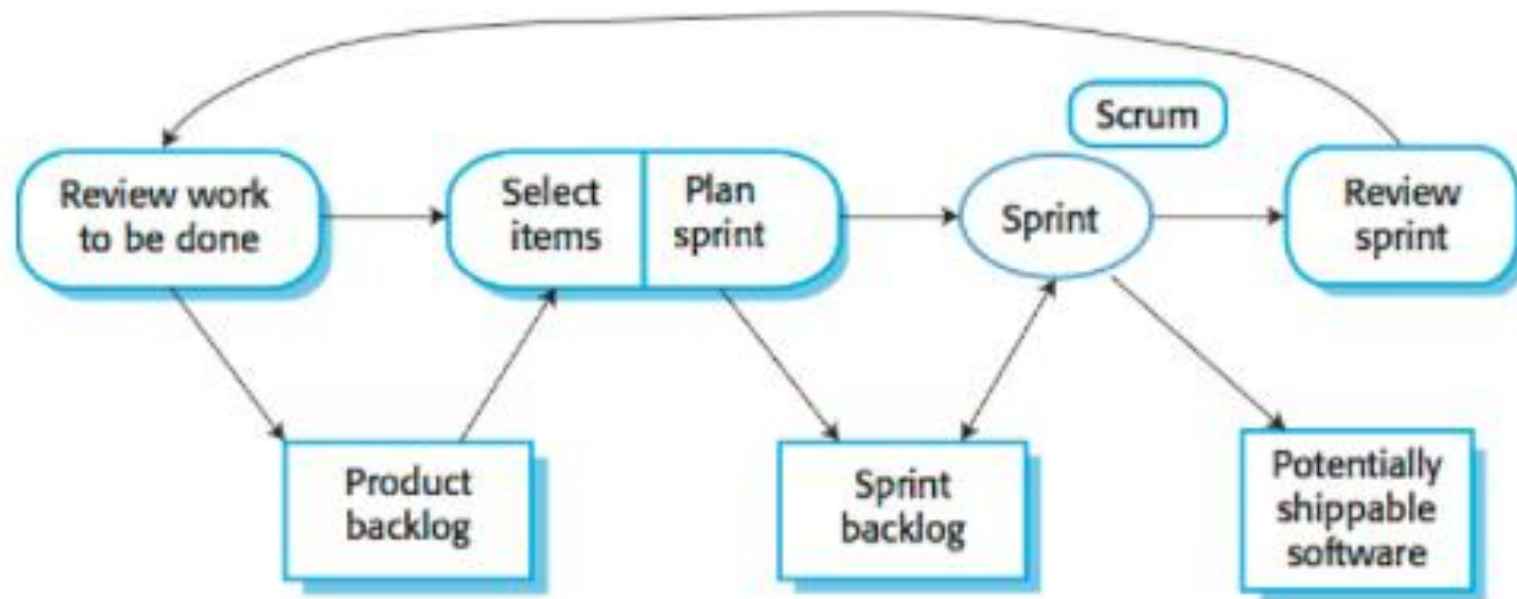 Scrum
Review work
to be done
Select
items
Plan
sprint
Sprint
Review
sprint
Product
backlog
Sprint
backlog
Potentially
shippable
software